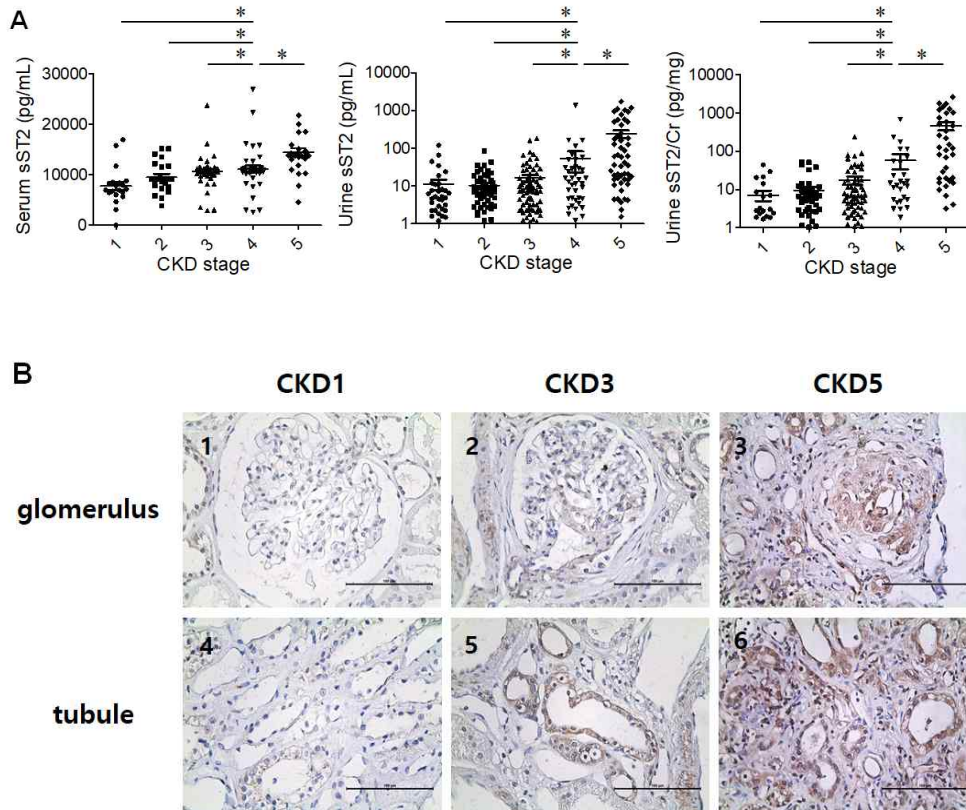 A
* * *
* * *
* * * * * *
Serum sST2 (pg/mL)
30000
20000
10000
0
1 2 3 4 5
CKD stage
Urine sST2 (pg/mL)
10000
1000
100
10
1
1 2 3 4 5
CKD stage
Urine sST2/Cr (pg/mg)
10000
1000
100
10
1
1 2 3 4 5
CKD stage
B
CKD1 CKD3 CKD5
glomerulus
1 2 3
tubule
4 5 6